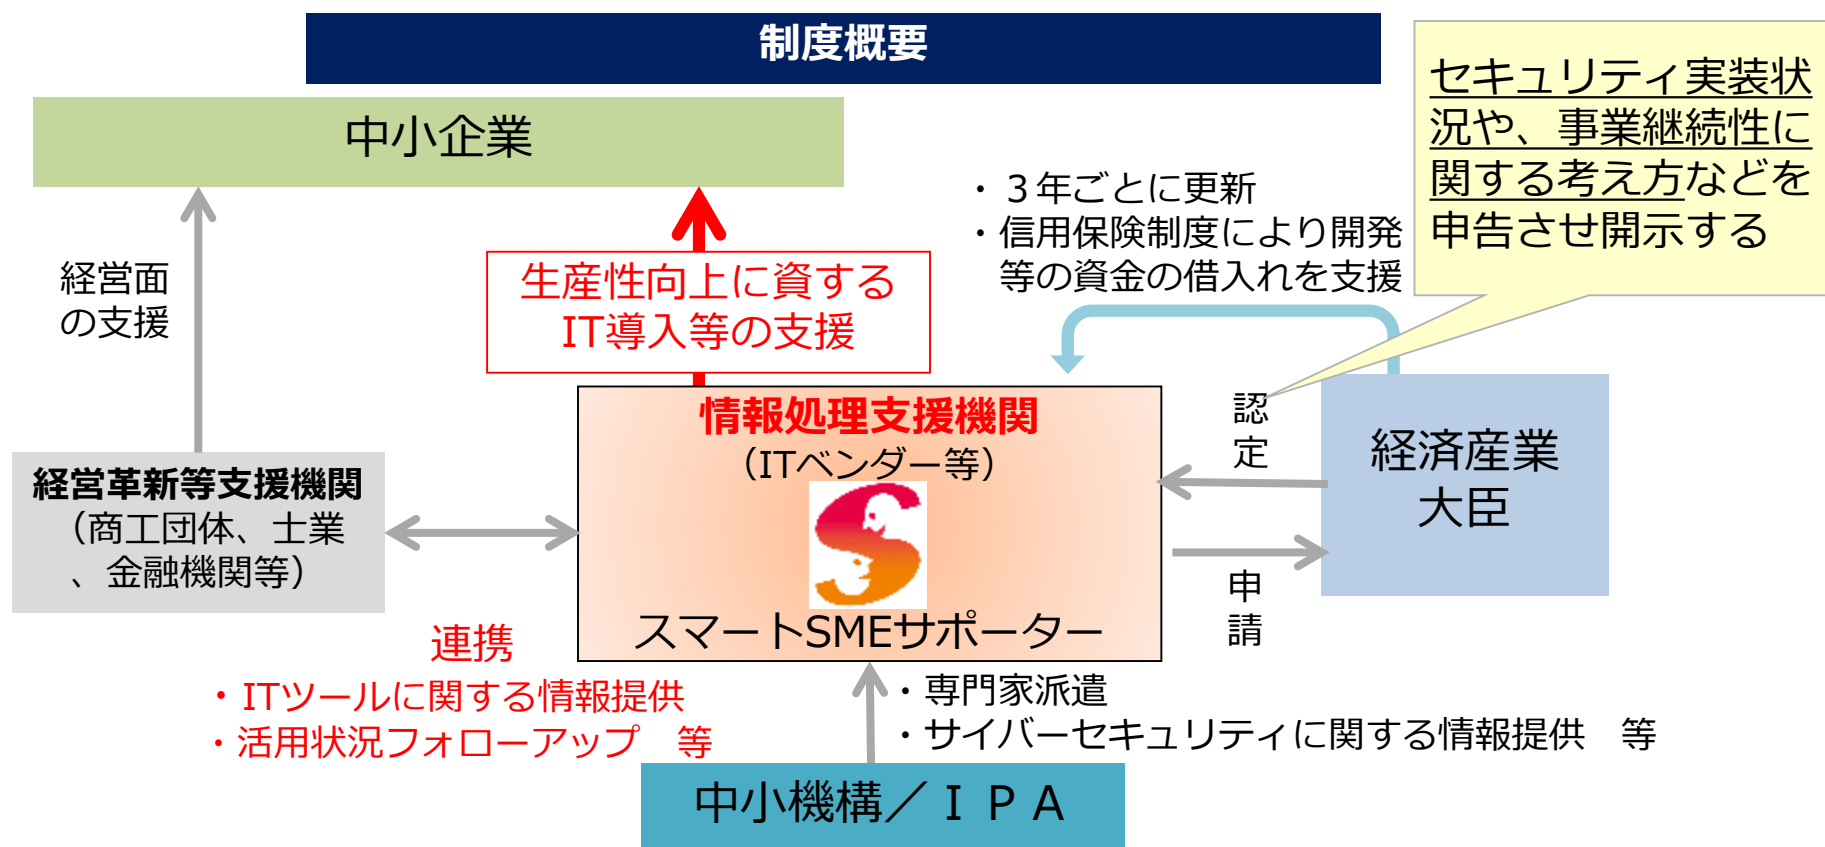 制度概要
中小企業
セキュリティ実装状
況や、事業継続性に
関する考え方などを
申告させ開示する
・３年ごとに更新
・信用保険制度により開発
等の資金の借入れを支援
経営面
の支援
生産性向上に資する
IT導入等の支援
情報処理支援機関
（ITベンダー等）
スマートSMEサポーター
認
定
経済産業
大臣
申
請
経営革新等支援機関
（商工団体、士業
、金融機関等）
連携
・ITツールに関する情報提供
・活用状況フォローアップ　等
・専門家派遣
・サイバーセキュリティに関する情報提供　等
中小機構／ＩＰＡ